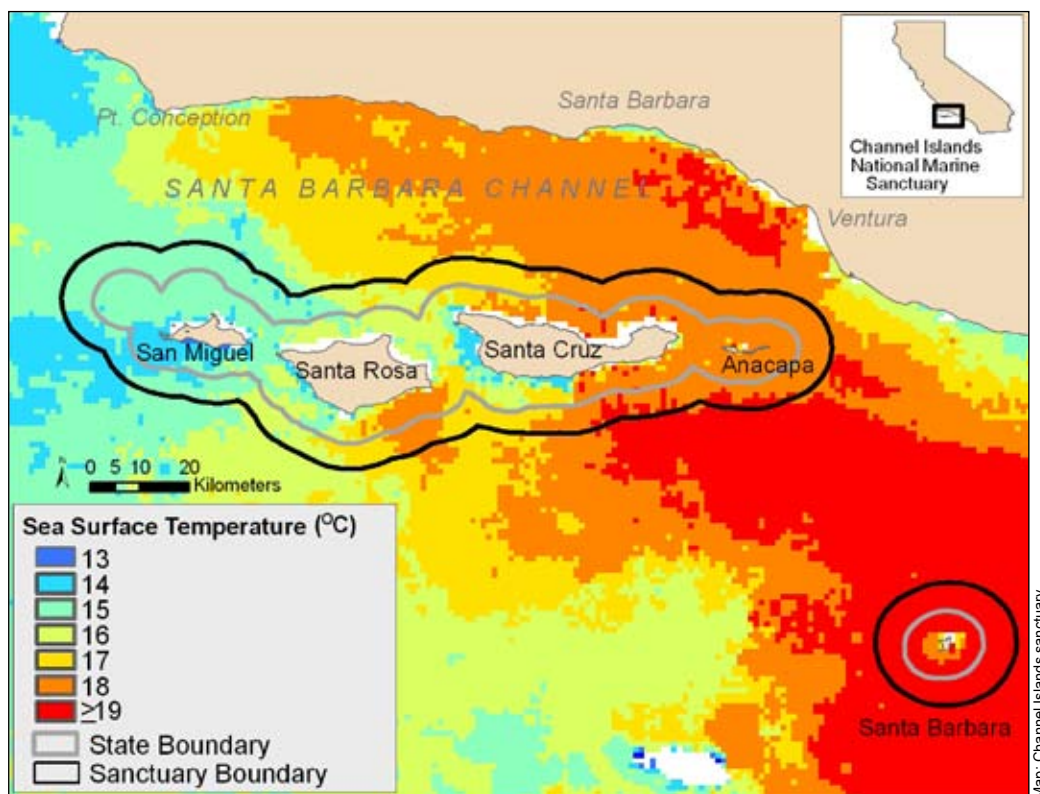 Pt. Conception
Santa Barbara
SANTA BARBARA CHANNEL
Ventura
Channel Islands
National Marine
Sanctuary
San Miguel
Santa Rosa
Santa Cruz
Anacapa
Santa Barbara
N
0 5 10 20
Kilometers
Sea Surface Temperature (°C)
13
14
15
16
17
18
≥19
State Boundary
Sanctuary Boundary
Map: Channel Islands sanctuary